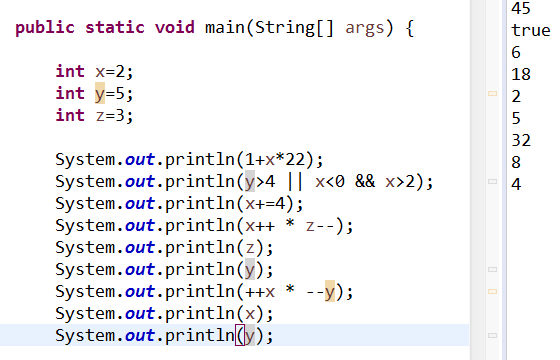 public static void main(String[] args) {
int x=2;
int y=5;
int z=3;
System.out.println(1+x*22);
System.out.println(y>4 || x<0 && x>2);
System.out.println(x+=4);
System.out.println(x++ * z--);
System.out.println(z);
System.out.println(y);
System.out.println(++x * --y);
System.out.println(x);
System.out.println(y);
45
true
6
18
2
5
32
8
4